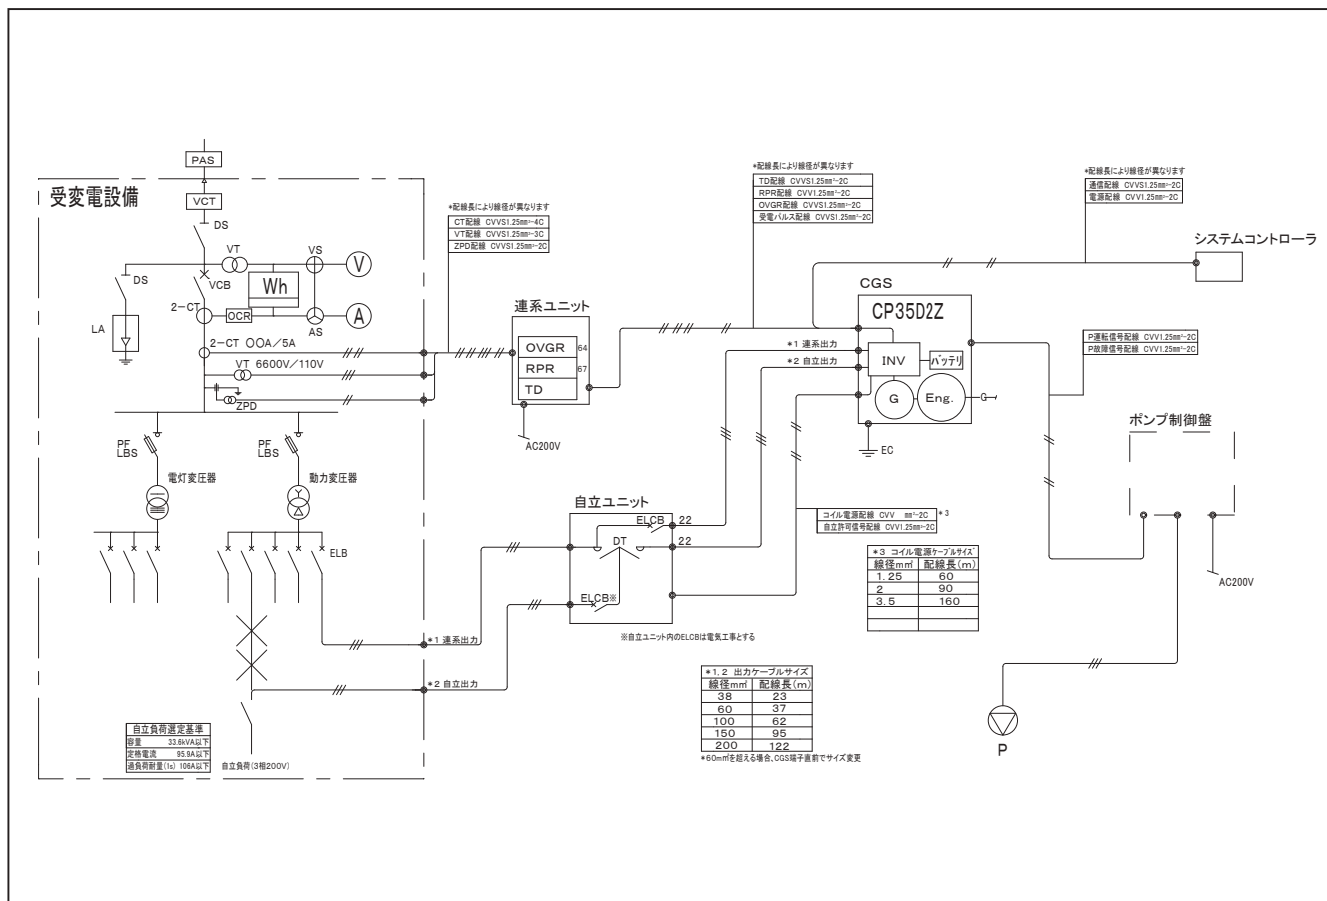 PAS
受変電設備
VCT
DS
VT
VS
V
DS
VCB
Wh
2-CT
OCR
AS
A
LA
2-CT 〇〇A/5A
VT 6600V/110V
ZPD
PF
LBS
PF
LBS
電灯変圧器
動力変圧器
ELB
*1 連系出力
*2 自立出力
自立負荷選定基準
容量 33.6kVA以下
定格電流 95.9A以下
過負荷耐量(1s) 106A以下
自立負荷(3相200V)
*配線長により線径が異なります
CT配線 CVVS1.25mm²-4C
VT配線 CVVS1.25mm²-3C
ZPD配線 CVVS1.25mm²-2C
連系ユニット
OVGR 64
RPR 67
TD
AC200V
自立ユニット
ELCB
22
DT
22
ELCB※
※自立ユニット内のELCBは電気工事とする
*配線長により線径が異なります
TD配線 CVVS1.25mm²-2C
RPR配線 CVV1.25mm²-2C
OVGR配線 CVVS1.25mm²-2C
受電パルス配線 CVVS1.25mm²-2C
*1 連系出力
*2 自立出力
CGS
CP35D2Z
INV
バッテリ
G
Eng.
G
EC
*配線長により線径が異なります
通信配線 CVVS1.25mm²-2C
電源配線 CVV1.25mm²-2C
システムコントローラ
P運転信号配線 CVV1.25mm²-2C
P故障信号配線 CVV1.25mm²-2C
ポンプ制御盤
AC200V
P
コイル電源配線 CVV mm²-2C *3
自立許可信号配線 CVV1.25mm²-2C
*3 コイル電源ケーブルサイズ
線径mm² 配線長(m)
1.25 60
2 90
3.5 160
*1,2 出力ケーブルサイズ
線径mm² 配線長(m)
38 23
60 37
100 62
150 95
200 122
*60mm²を超える場合、CGS端子直前でサイズ変更